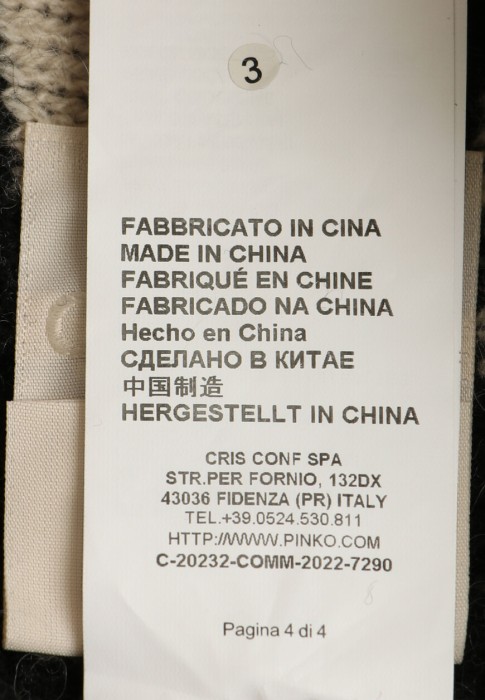 3
FABBRICATO IN CINA
MADE IN CHINA
FABRIQUÉ EN CHINE
FABRICADO NA CHINA
Hecho en China
СДЕЛАНО В КИТАЕ
中国制造
HERGESTELLT IN CHINA
CRIS CONF SPA
STR.PER FORNIO, 132DX
43036 FIDENZA (PR) ITALY
TEL.+39.0524.530.811
HTTP://WWW.PINKO.COM
C-20232-COMM-2022-7290
Pagina 4 di 4